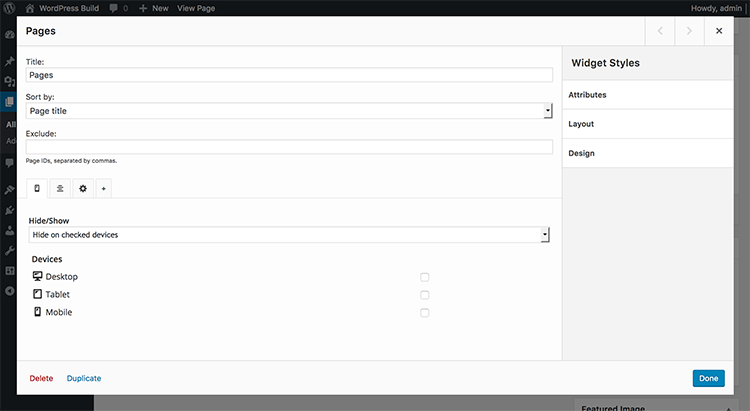 WordPress Build 0 New View Page Howdy, admin
Pages
Title:
Pages
Sort by:
Page title
Exclude:
Page IDs, separated by commas.
Hide/Show
Hide on checked devices
Devices
Desktop
Tablet
Mobile
Widget Styles
Attributes
Layout
Design
Delete Duplicate Done
All
Featured Image